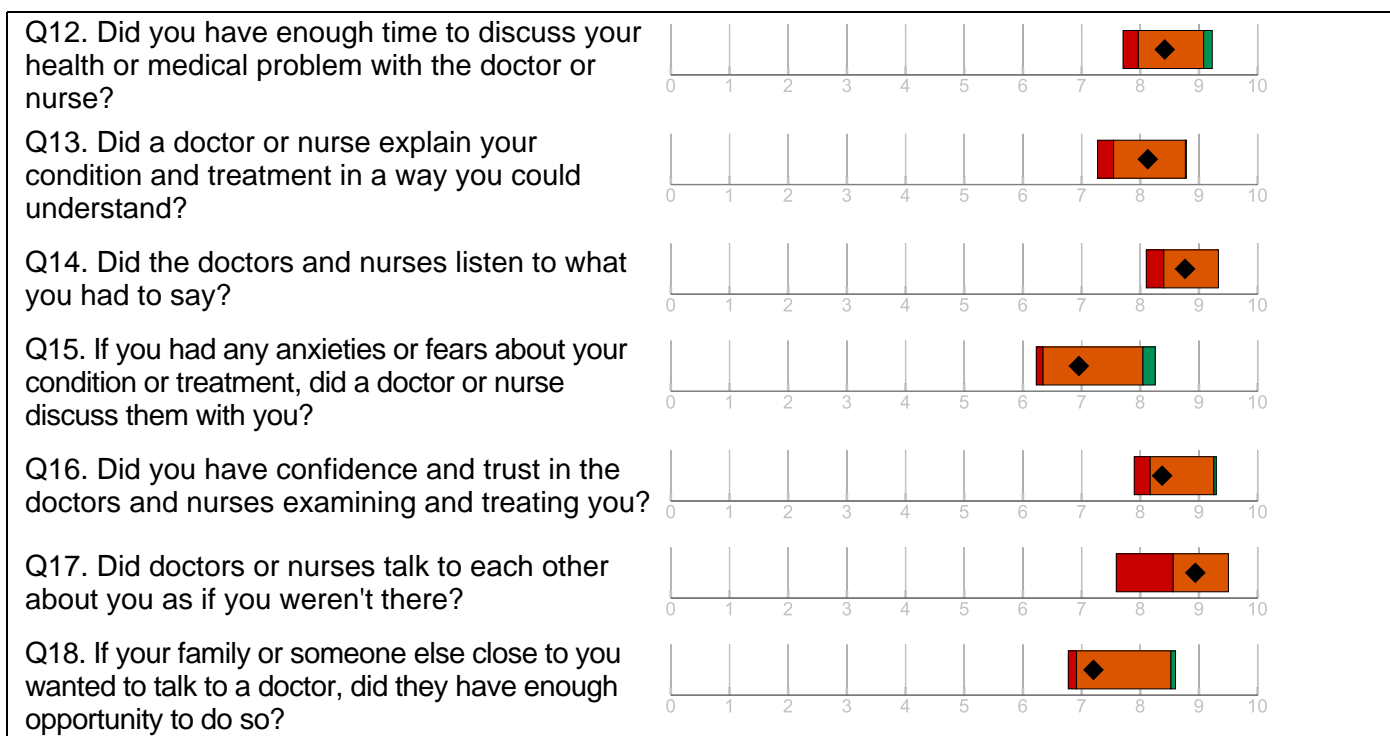 Q12. Did you have enough time to discuss your
health or medical problem with the doctor or
nurse?
0 1 2 3 4 5 6 7 8 9 10
Q13. Did a doctor or nurse explain your
condition and treatment in a way you could
understand?
0 1 2 3 4 5 6 7 8 9 10
Q14. Did the doctors and nurses listen to what
you had to say?
0 1 2 3 4 5 6 7 8 9 10
Q15. If you had any anxieties or fears about your
condition or treatment, did a doctor or nurse
discuss them with you?
0 1 2 3 4 5 6 7 8 9 10
Q16. Did you have confidence and trust in the
doctors and nurses examining and treating you?
0 1 2 3 4 5 6 7 8 9 10
Q17. Did doctors or nurses talk to each other
about you as if you weren't there?
0 1 2 3 4 5 6 7 8 9 10
Q18. If your family or someone else close to you
wanted to talk to a doctor, did they have enough
opportunity to do so?
0 1 2 3 4 5 6 7 8 9 10